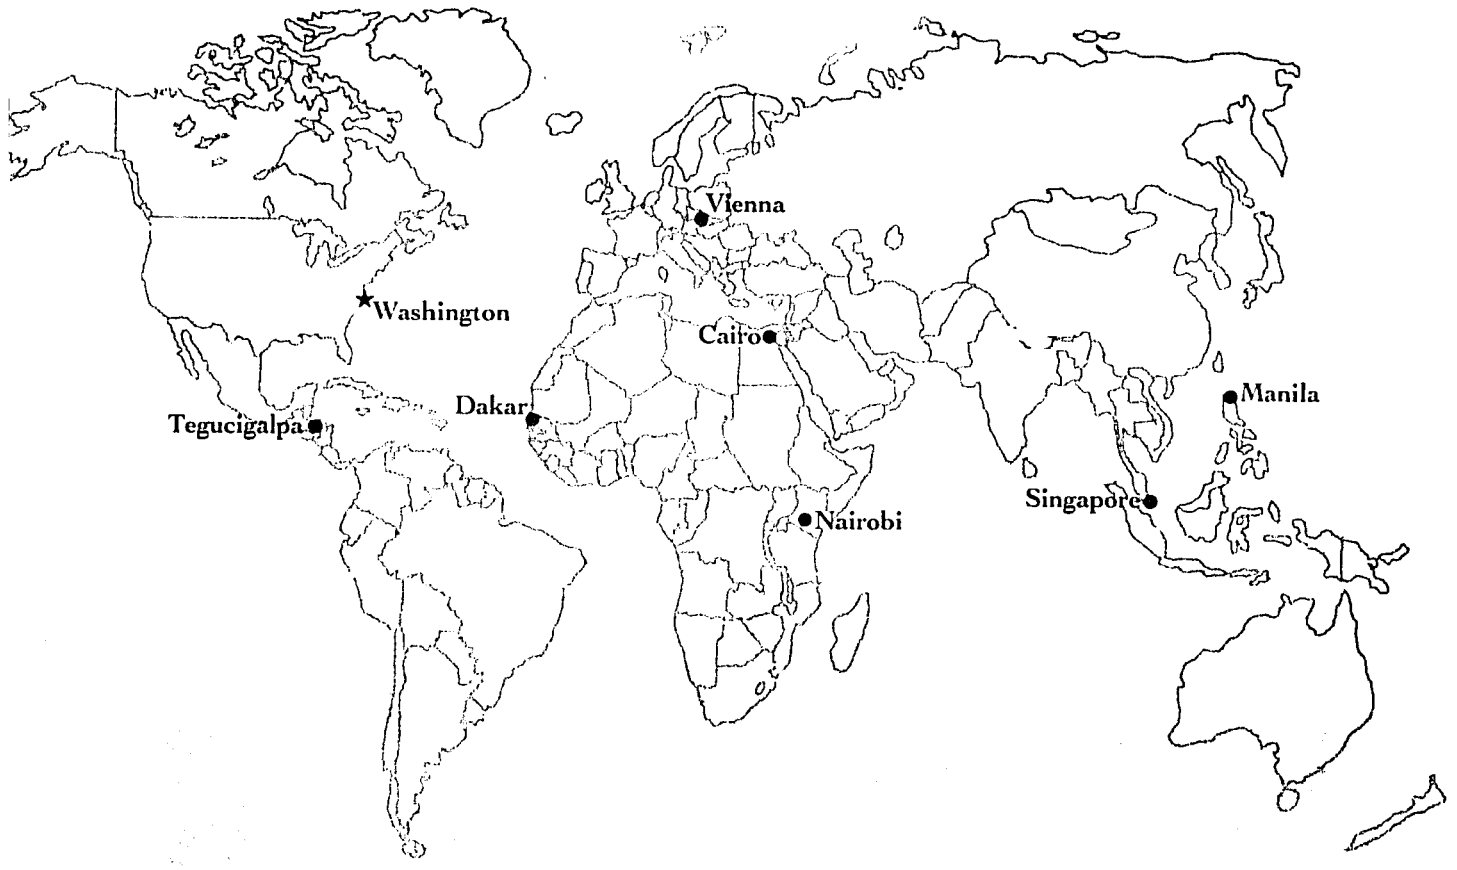 Vienna
Washington
Cairo
Manila
Dakar
Tegucigalpa
Singapore
Nairobi